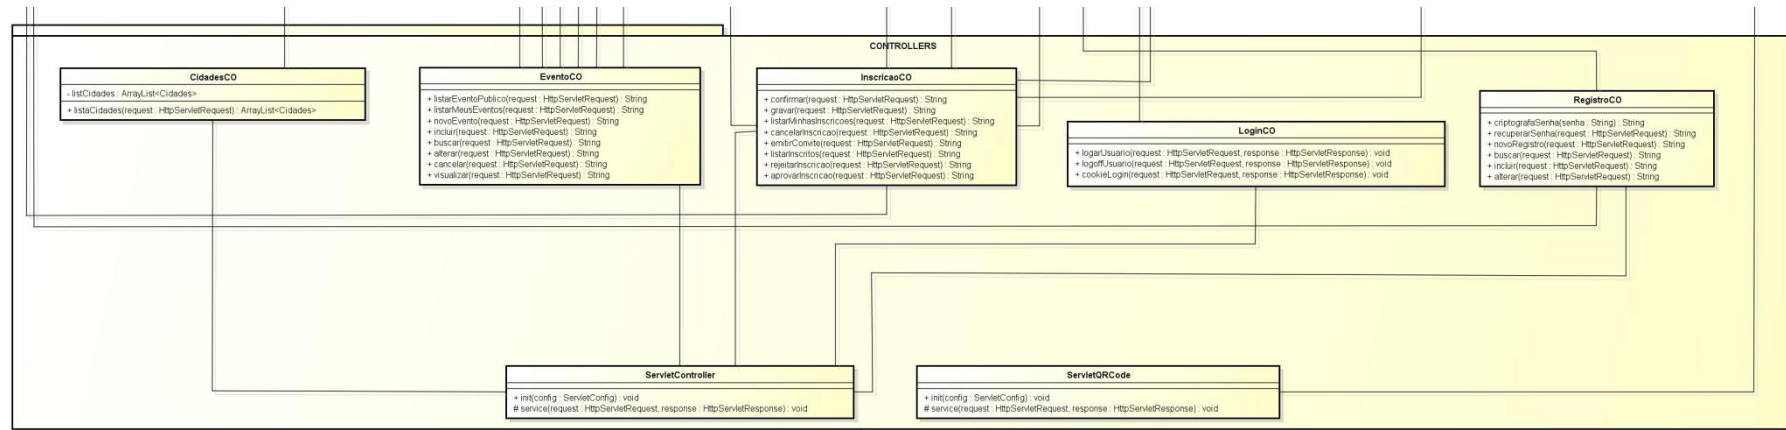 CONTROLLERS
CidadesCO
- listCidades : ArrayList<Cidades>
+ listaCidades(request : HttpServletRequest) : ArrayList<Cidades>
EventoCO
+ listarEventoPublico(request : HttpServletRequest) : String
+ listarMeusEventos(request : HttpServletRequest) : String
+ novoEvento(request : HttpServletRequest) : String
+ incluir(request : HttpServletRequest) : String
+ buscar(request : HttpServletRequest) : String
+ alterar(request : HttpServletRequest) : String
+ cancelar(request : HttpServletRequest) : String
+ visualizar(request : HttpServletRequest) : String
InscricaoCO
+ confirmar(request : HttpServletRequest) : String
+ gravar(request : HttpServletRequest) : String
+ listarMinhasInscricoes(request : HttpServletRequest) : String
+ cancelarInscricao(request : HttpServletRequest) : String
+ emitirConvite(request : HttpServletRequest) : String
+ listarInscritos(request : HttpServletRequest) : String
+ rejeitarInscricao(request : HttpServletRequest) : String
+ aprovarInscricao(request : HttpServletRequest) : String
LoginCO
+ logarUsuario(request : HttpServletRequest, response : HttpServletResponse) : void
+ logoffUsuario(request : HttpServletRequest, response : HttpServletResponse) : void
+ cookieLogin(request : HttpServletRequest, response : HttpServletResponse) : void
RegistroCO
+ criptografaSenha(senha : String) : String
+ recuperarSenha(request : HttpServletRequest) : String
+ novoRegistro(request : HttpServletRequest) : String
+ buscar(request : HttpServletRequest) : String
+ incluir(request : HttpServletRequest) : String
+ alterar(request : HttpServletRequest) : String
ServletController
+ init(config : ServletConfig) : void
# service(request : HttpServletRequest, response : HttpServletResponse) : void
ServletQRCode
+ init(config : ServletConfig) : void
# service(request : HttpServletRequest, response : HttpServletResponse) : void